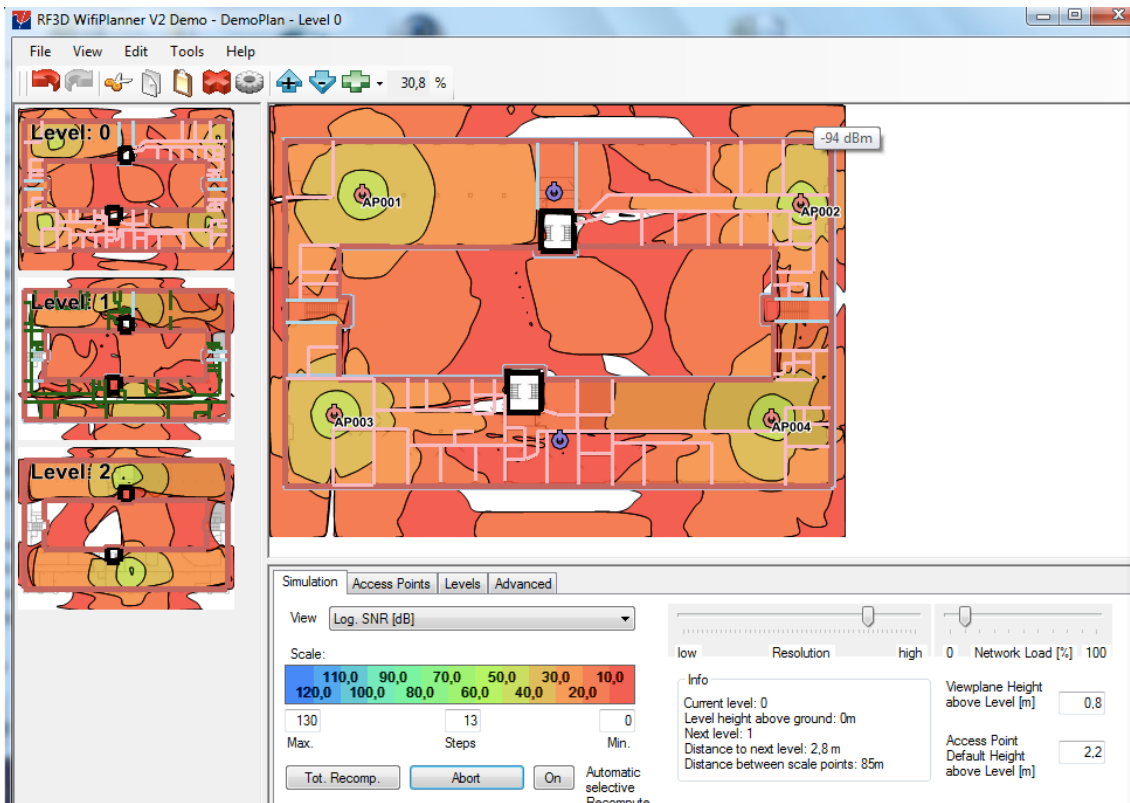 RF3D WifiPlanner V2 Demo - DemoPlan - Level 0
File View Edit Tools Help
30,8 %
Level: 0
Level: 1
Level: 2
-94 dBm
AP001
AP002
AP003
AP004
Simulation Access Points Levels Advanced
View Log. SNR [dB]
Scale:
110,0 90,0 70,0 50,0 30,0 10,0
120,0 100,0 80,0 60,0 40,0 20,0
130 13 0
Max. Steps Min.
Tot. Recomp. Abort On Automatic
selective
Recompute
low Resolution high 0 Network Load [%] 100
Info
Current level: 0
Level height above ground: 0m
Next level: 1
Distance to next level: 2,8 m
Distance between scale points: 85m
Viewplane Height
above Level [m] 0,8
Access Point
Default Height
above Level [m] 2,2